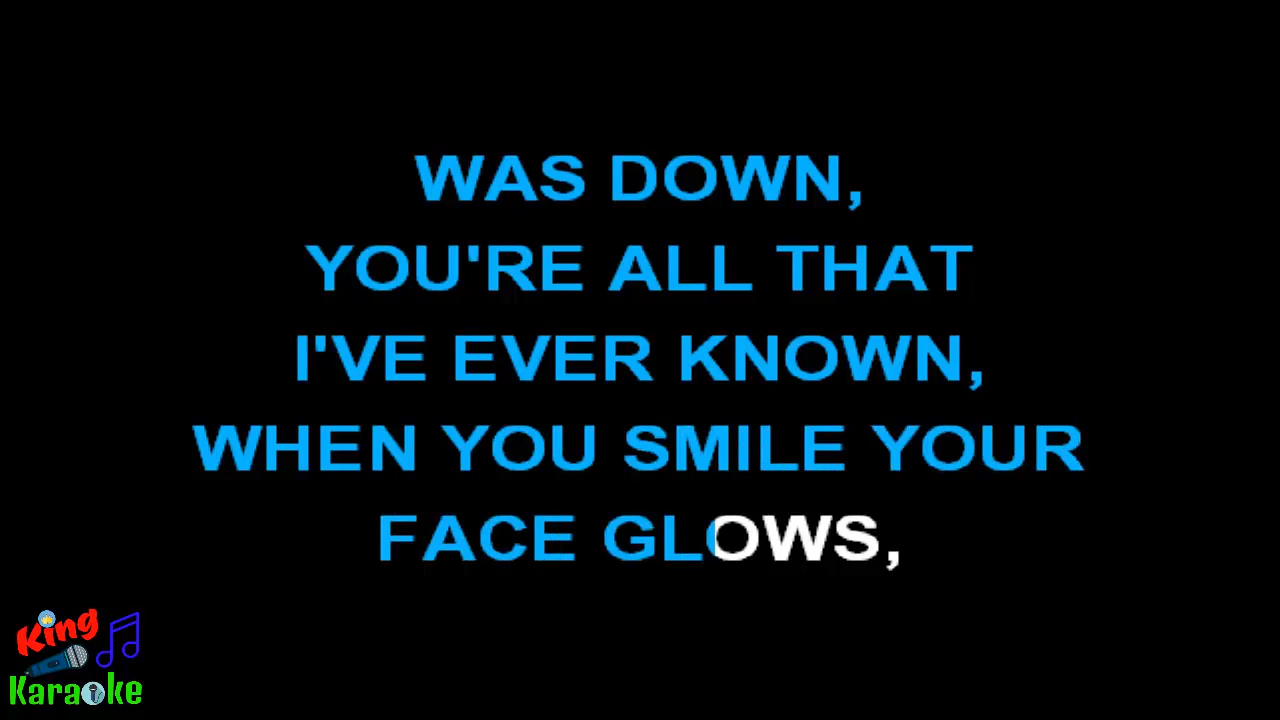 WAS DOWN,
YOU'RE ALL THAT
I'VE EVER KNOWN,
WHEN YOU SMILE YOUR
FACE GLOWS,
King
Karaoke